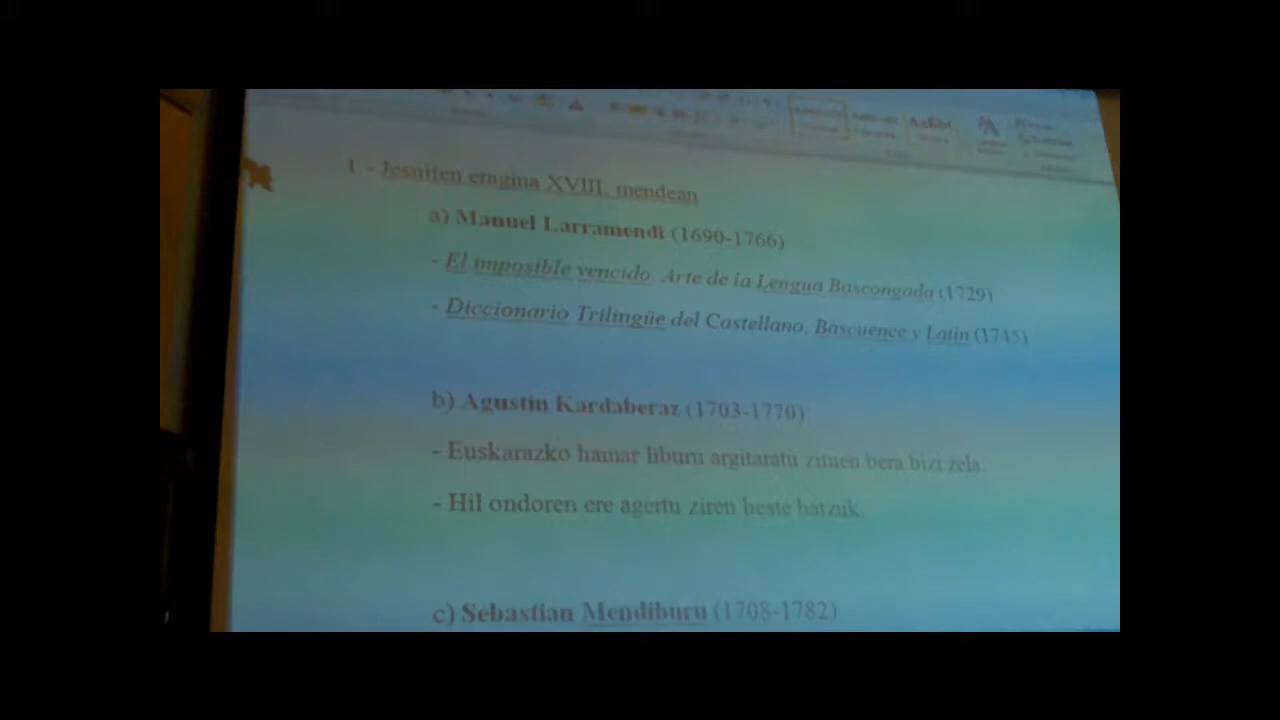 1 - Jesuiten eragina XVIII. mendean
a) Manuel Larramendi (1690-1766)
- El imposible vencido. Arte de la Lengua Bascongada (1729)
- Diccionario Trilingüe del Castellano, Bascuence y Latin (1745)
b) Agustin Kardaberaz (1703-1770)
- Euskarazko hamar liburu argitaratu zituen bera bizi zela.
- Hil ondoren ere agertu ziren beste batzuk.
c) Sebastian Mendiburu (1708-1782)